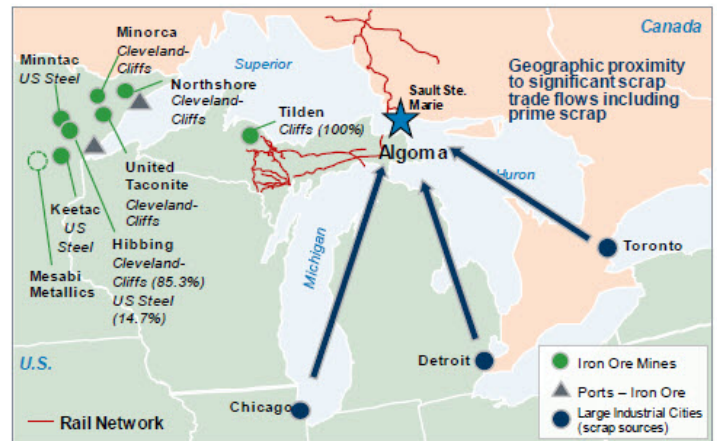 Canada
Minorca
Cleveland-
Cliffs
Minntac
US Steel
Superior
Geographic proximity
to significant scrap
trade flows including
prime scrap
Northshore
Cleveland-
Cliffs
Sault Ste.
Marie
Tilden
Cliffs (100%)
Algoma
United
Taconite
Cleveland-
Cliffs
Huron
Keetac
US
Steel
Hibbing
Cleveland-
Cliffs (85.3%)
US Steel
(14.7%)
Mesabi
Metallics
Michigan
Toronto
U.S.
Detroit
Chicago
Rail Network
Iron Ore Mines
Ports – Iron Ore
Large Industrial Cities
(scrap sources)